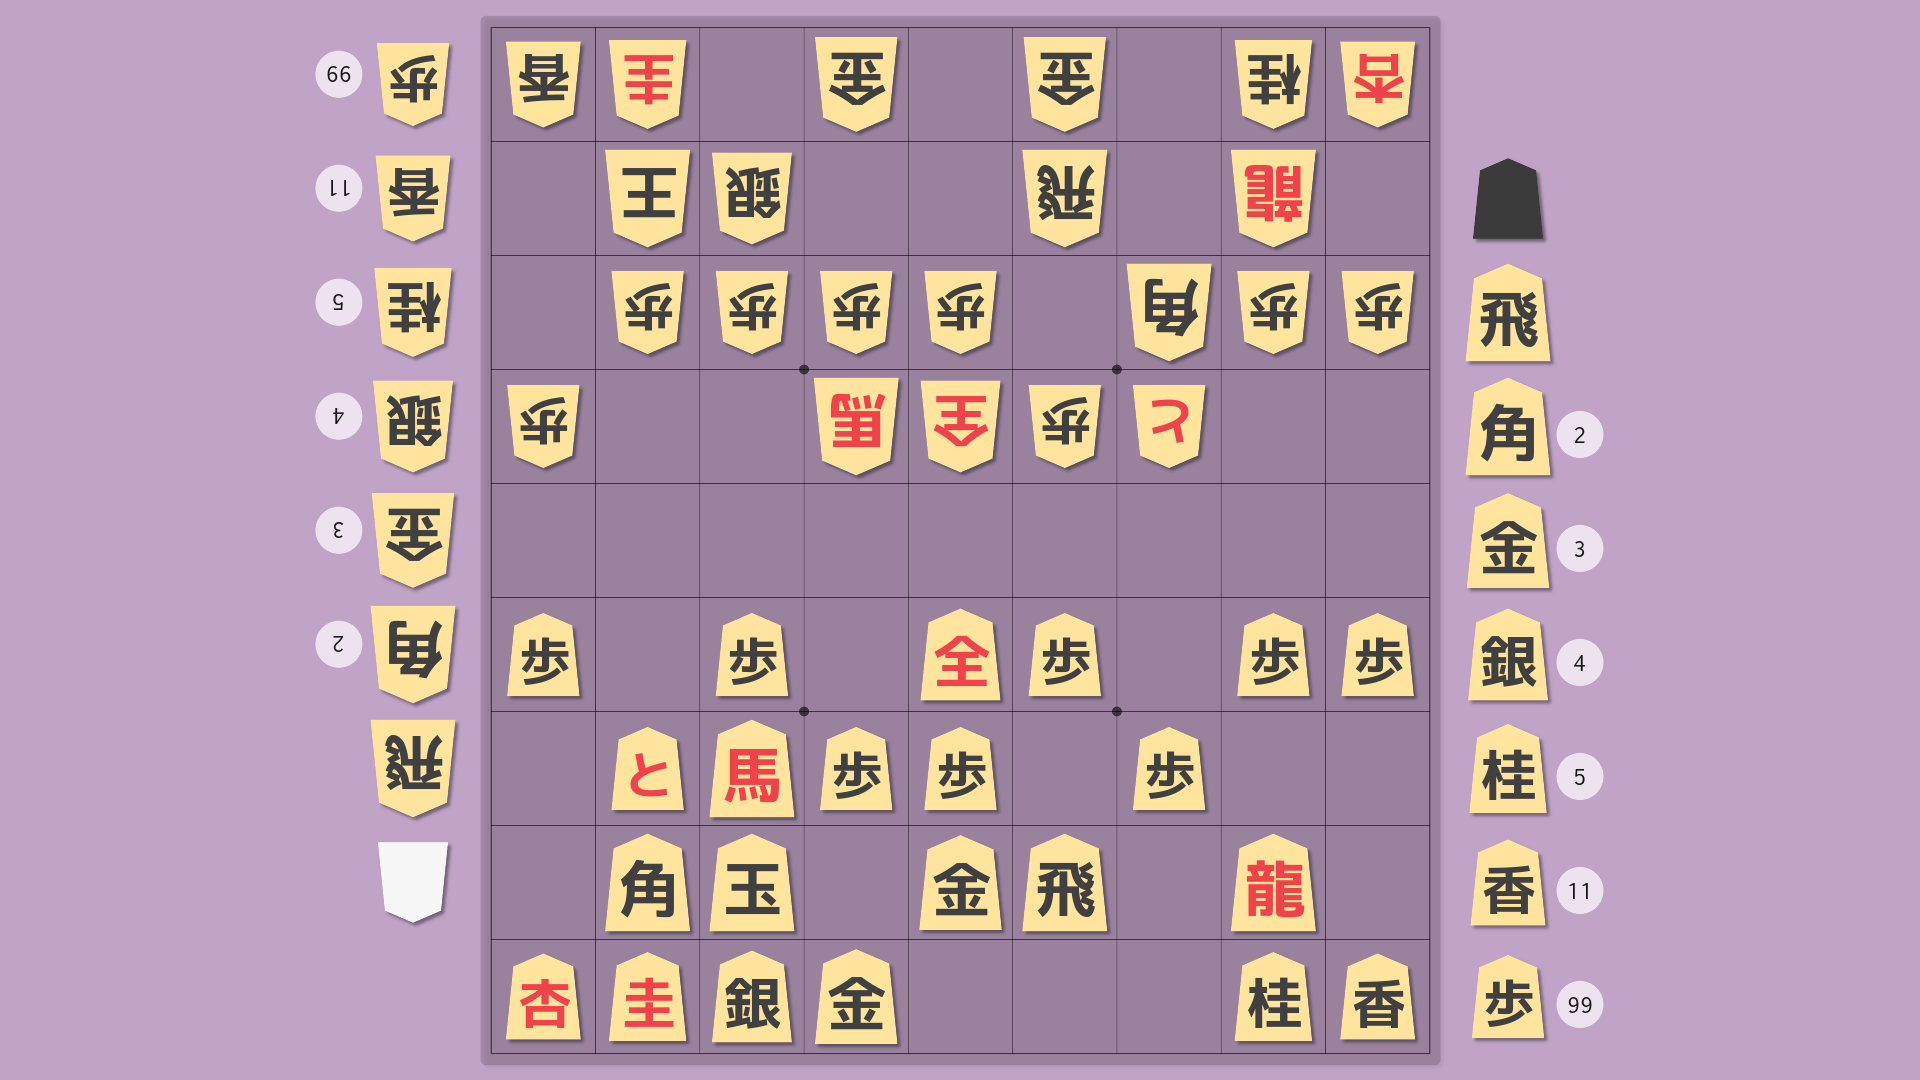 99 歩 香 圭 金 金 桂 杏
11 香 王 銀 飛 龍
5 桂 歩 歩 歩 歩 角 歩 歩 飛
4 銀 歩 馬 全 歩 と 角 2
3 金 金 3
2 角 歩 歩 全 歩 歩 歩 銀 4
飛 と 馬 歩 歩 歩 桂 5
角 玉 金 飛 龍 香 11
杏 圭 銀 金 桂 香 歩 99